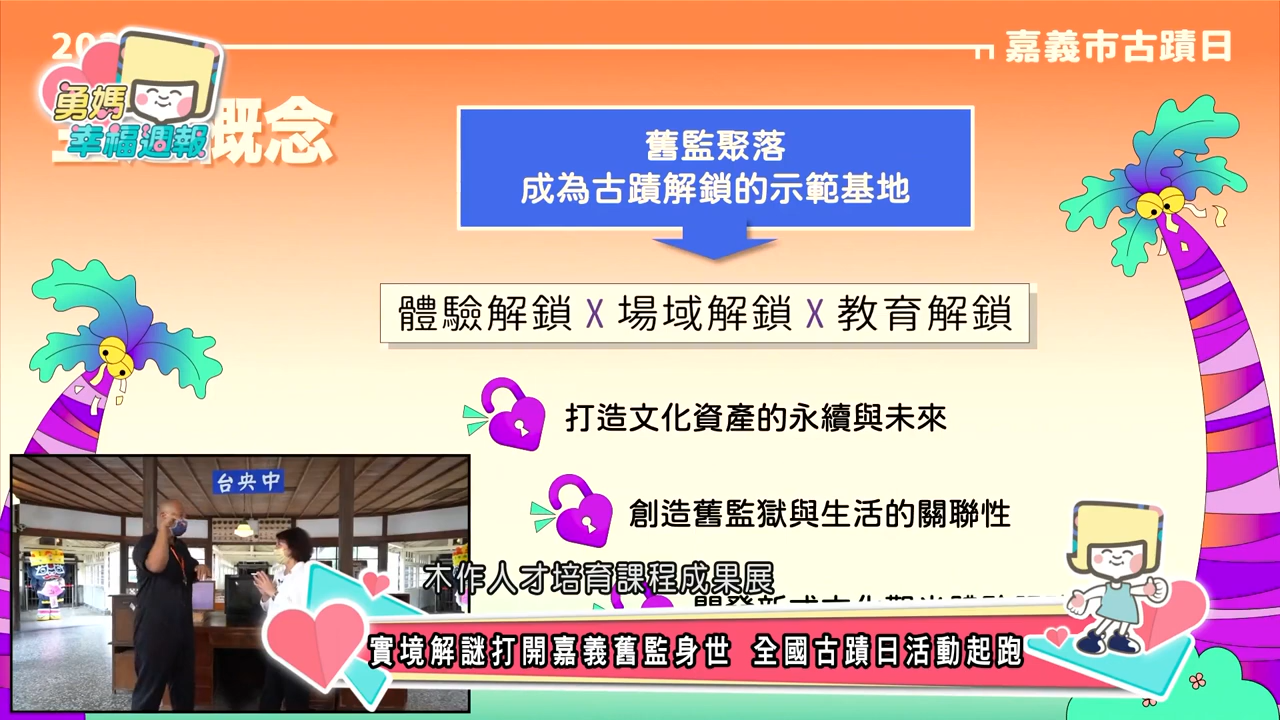 202
嘉義市古蹟日
勇媽
幸福週報
概念
舊監聚落
成為古蹟解鎖的示範基地
體驗解鎖 X 場域解鎖 X 教育解鎖
打造文化資產的永續與未來
創造舊監獄與生活的關聯性
台央中
木作人才培育課程成果展
實境解謎打開嘉義舊監身世 全國古蹟日活動起跑